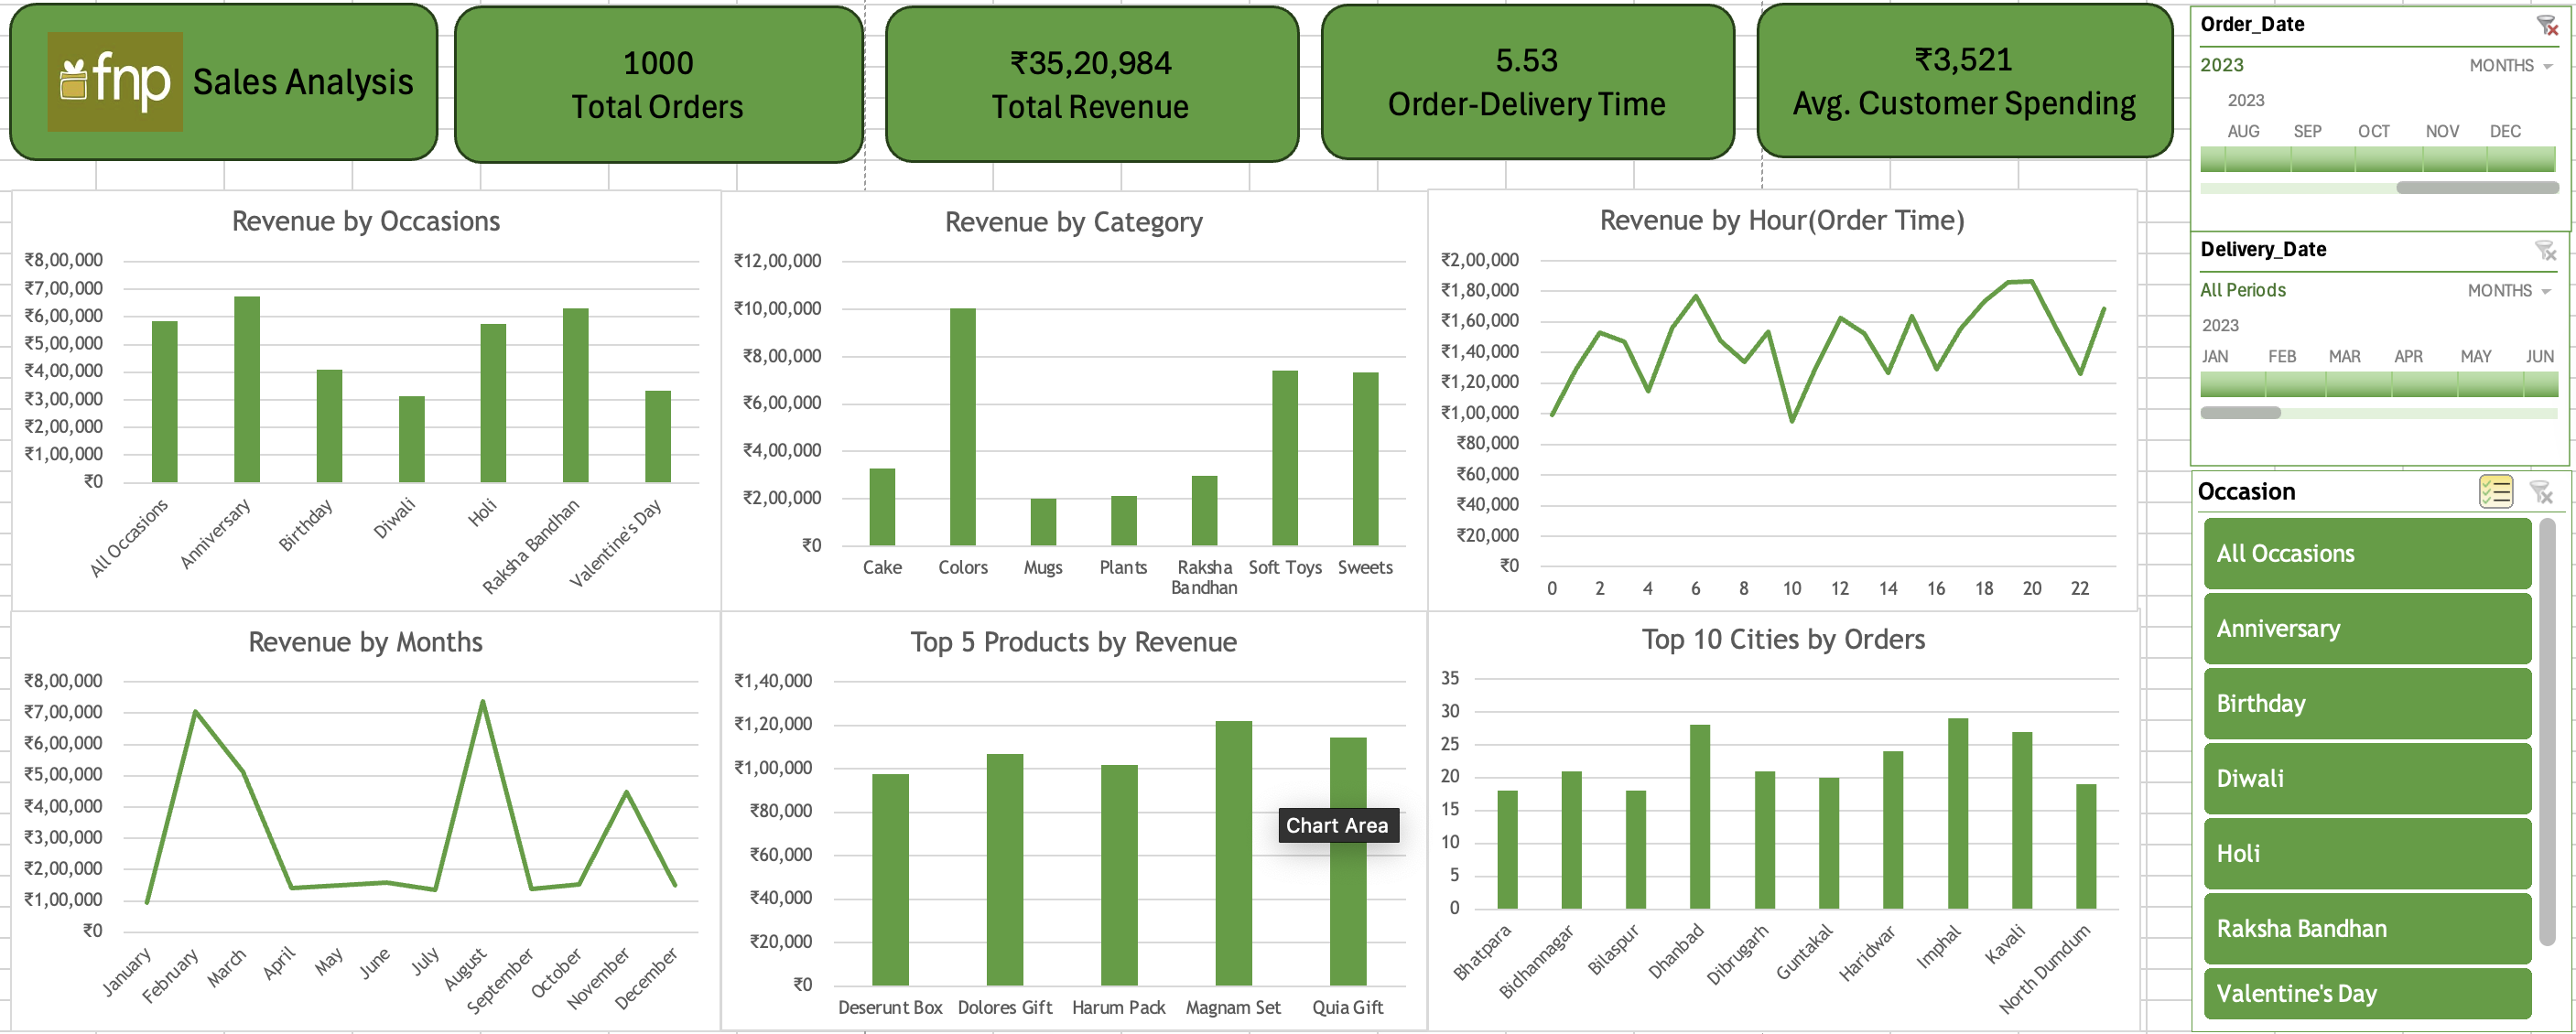 fnp Sales Analysis
1000
Total Orders
₹35,20,984
Total Revenue
5.53
Order-Delivery Time
₹3,521
Avg. Customer Spending
Order_Date
2023 MONTHS
2023
AUG SEP OCT NOV DEC
Delivery_Date
All Periods MONTHS
2023
JAN FEB MAR APR MAY JUN
Occasion
All Occasions
Anniversary
Birthday
Diwali
Holi
Raksha Bandhan
Valentine's Day
Revenue by Occasions
₹8,00,000
₹7,00,000
₹6,00,000
₹5,00,000
₹4,00,000
₹3,00,000
₹2,00,000
₹1,00,000
₹0
All Occasions
Anniversary
Birthday
Diwali
Holi
Raksha Bandhan
Valentine's Day
Revenue by Category
₹12,00,000
₹10,00,000
₹8,00,000
₹6,00,000
₹4,00,000
₹2,00,000
₹0
Cake Colors Mugs Plants Raksha Soft Toys Sweets
Bandhan
Revenue by Hour(Order Time)
₹2,00,000
₹1,80,000
₹1,60,000
₹1,40,000
₹1,20,000
₹1,00,000
₹80,000
₹60,000
₹40,000
₹20,000
₹0
0 2 4 6 8 10 12 14 16 18 20 22
Revenue by Months
₹8,00,000
₹7,00,000
₹6,00,000
₹5,00,000
₹4,00,000
₹3,00,000
₹2,00,000
₹1,00,000
₹0
January
February
March
April
May
June
July
August
September
October
November
December
Top 5 Products by Revenue
₹1,40,000
₹1,20,000
₹1,00,000
₹80,000
₹60,000
₹40,000
₹20,000
₹0
Chart Area
Deserunt Box Dolores Gift Harum Pack Magnam Set Quia Gift
Top 10 Cities by Orders
35
30
25
20
15
10
5
0
Bhatpara
Bidhannagar
Bilaspur
Dhanbad
Dibrugarh
Guntakal
Haridwar
Imphal
Kavali
North Dumdum